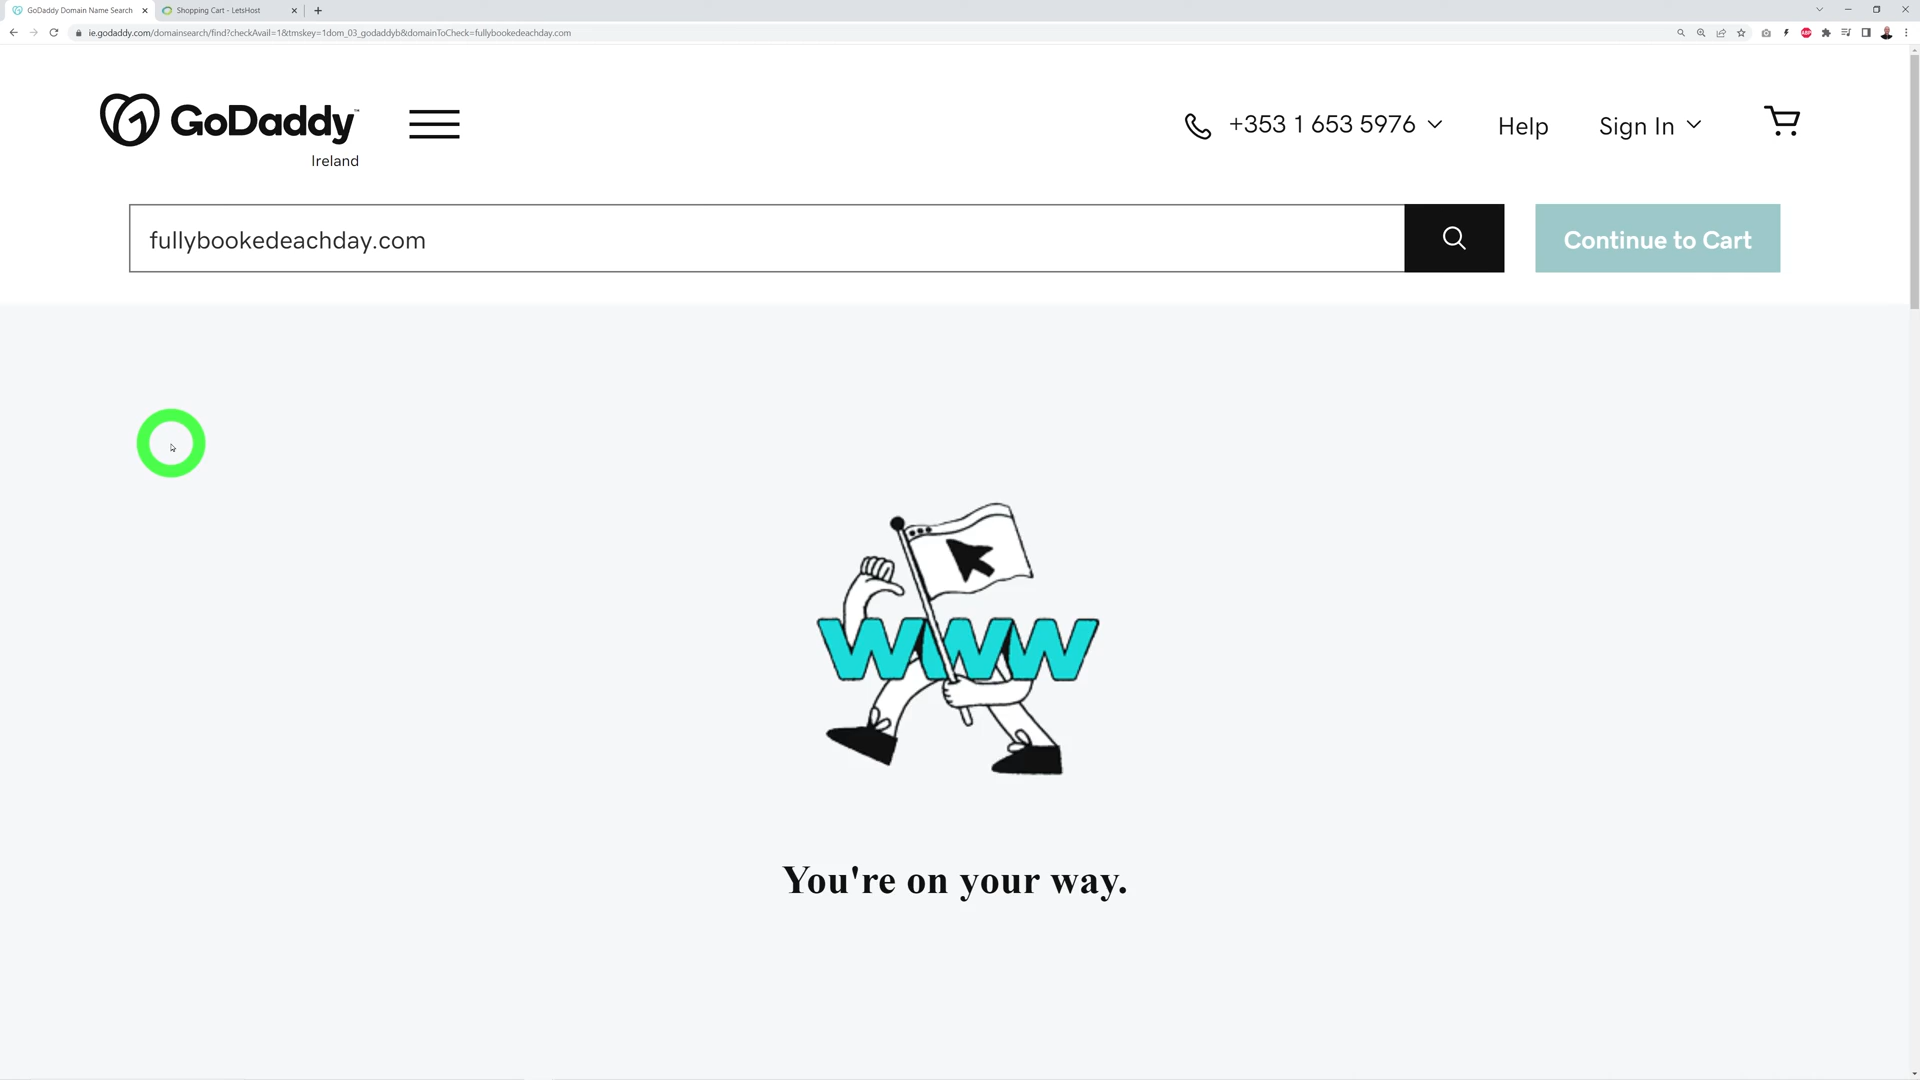 GoDaddy Domain Name Search
Shopping Cart - LetsHost
ie.godaddy.com/domainsearch/find?checkAvail=1&tmskey=1dom_03_godaddyb&domainToCheck=fullybookedeachday.com
ABP
GoDaddy™
Ireland
+353 1 653 5976
Help
Sign In
fullybookedeachday.com
Continue to Cart
WWW
You're on your way.